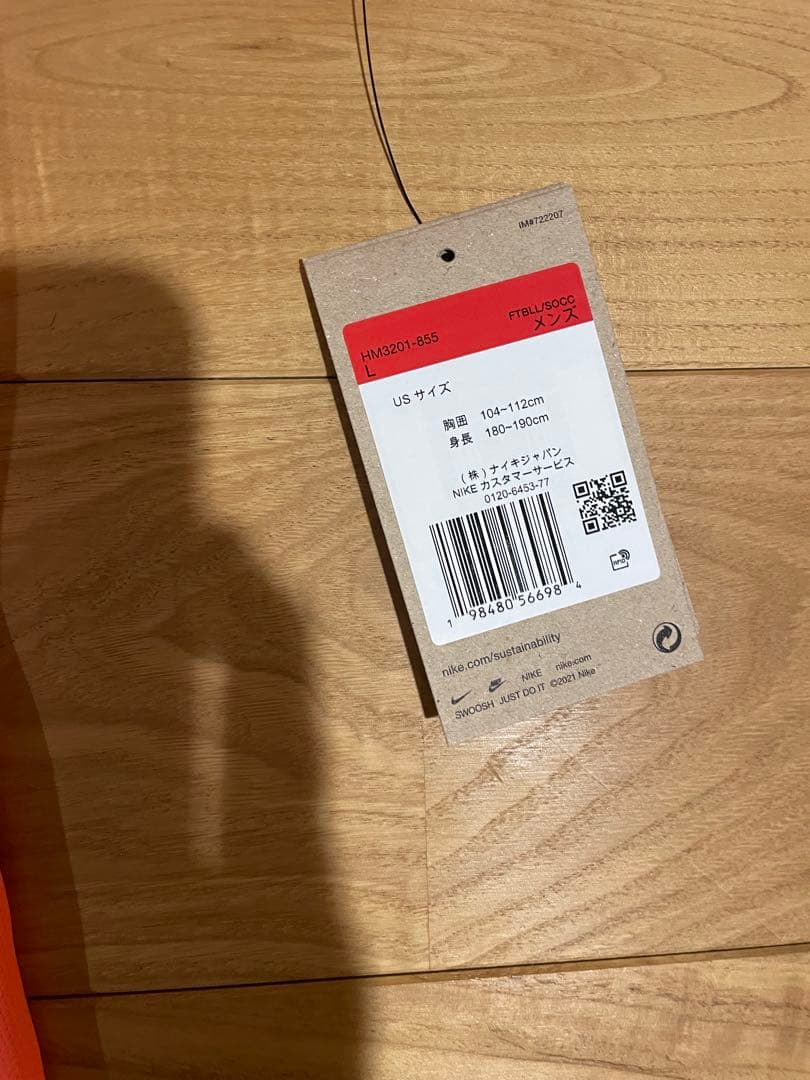 IM#722207
FTBLL/SOCC
HM3201-855 メンズ
L
US サイズ
胸囲 104~112cm
身長 180~190cm
(株)ナイキジャパン
NIKE カスタマーサービス
0120-6453-77
1 98480 56698 4
RFID
nike.com/sustainability
NIKE nike.com
SWOOSH JUST DO IT ©2021 Nike